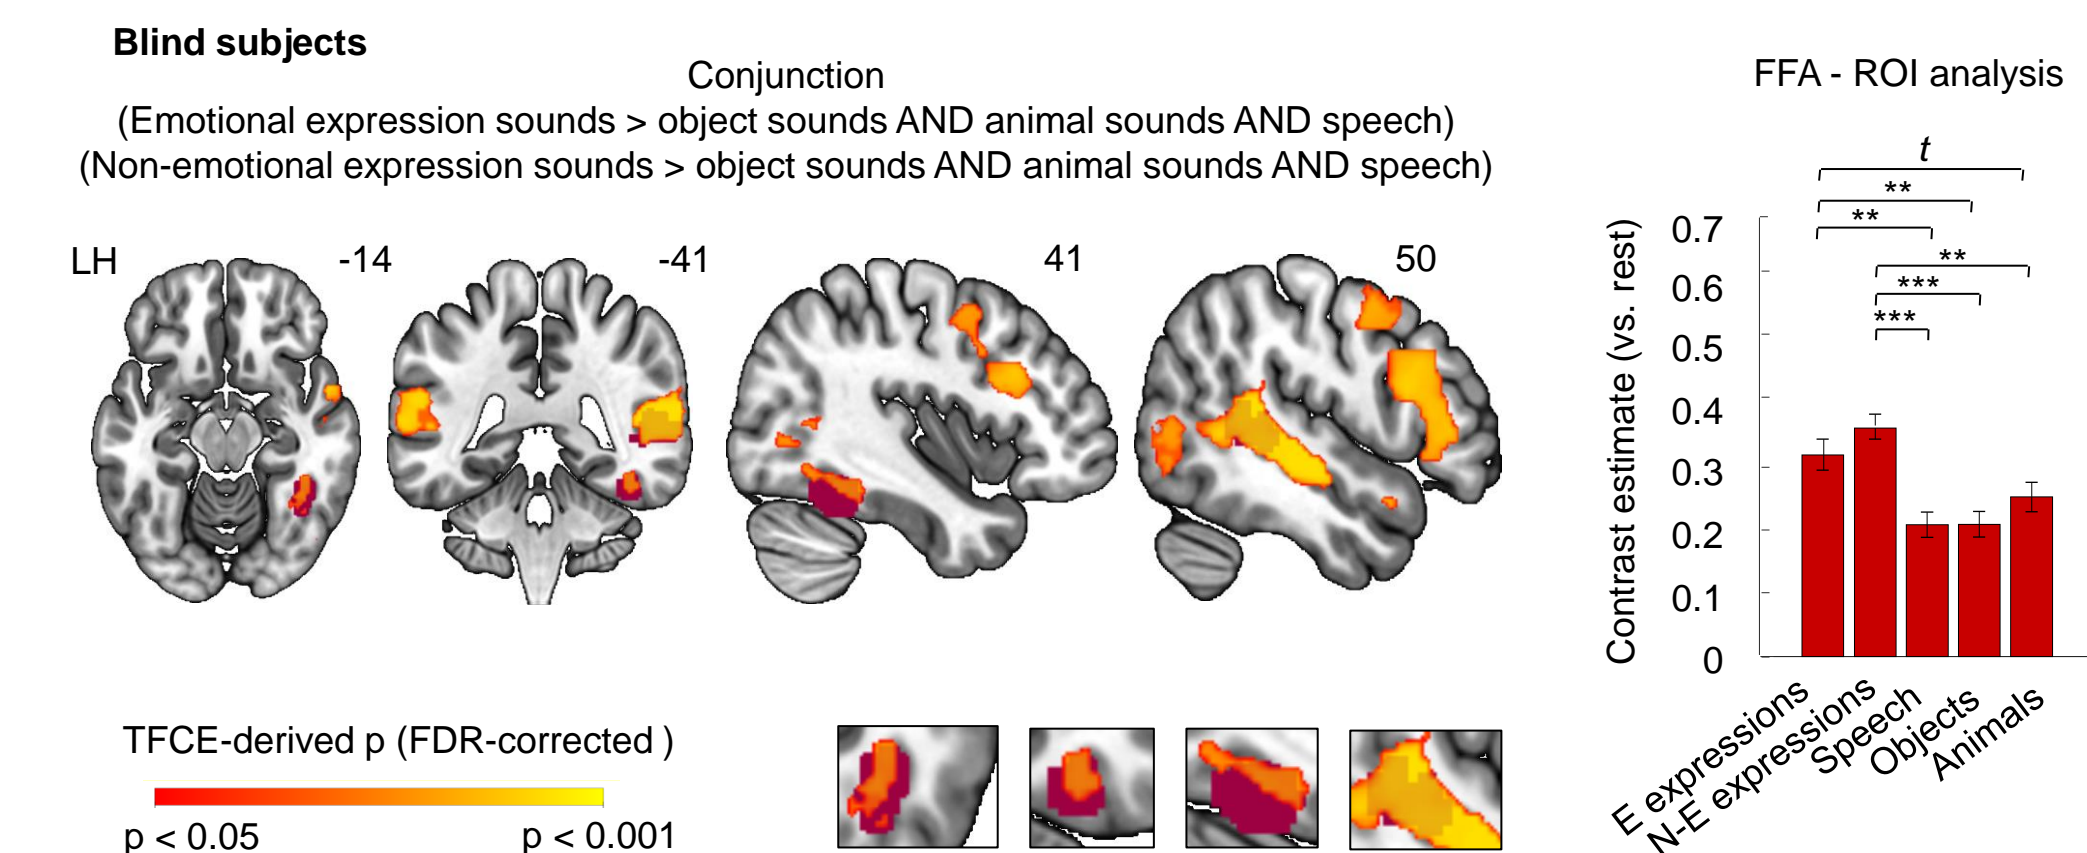 Blind subjects
Conjunction
(Emotional expression sounds > object sounds AND animal sounds AND speech)
(Non-emotional expression sounds > object sounds AND animal sounds AND speech)
LH
-14
-41
41
50
TFCE-derived p (FDR-corrected )
p < 0.05
p < 0.001
FFA - ROI analysis
t
**
**
**
***
***
Contrast estimate (vs. rest)
0.7
0.6
0.5
0.4
0.3
0.2
0.1
0
E expressions
N-E expressions
Speech
Objects
Animals